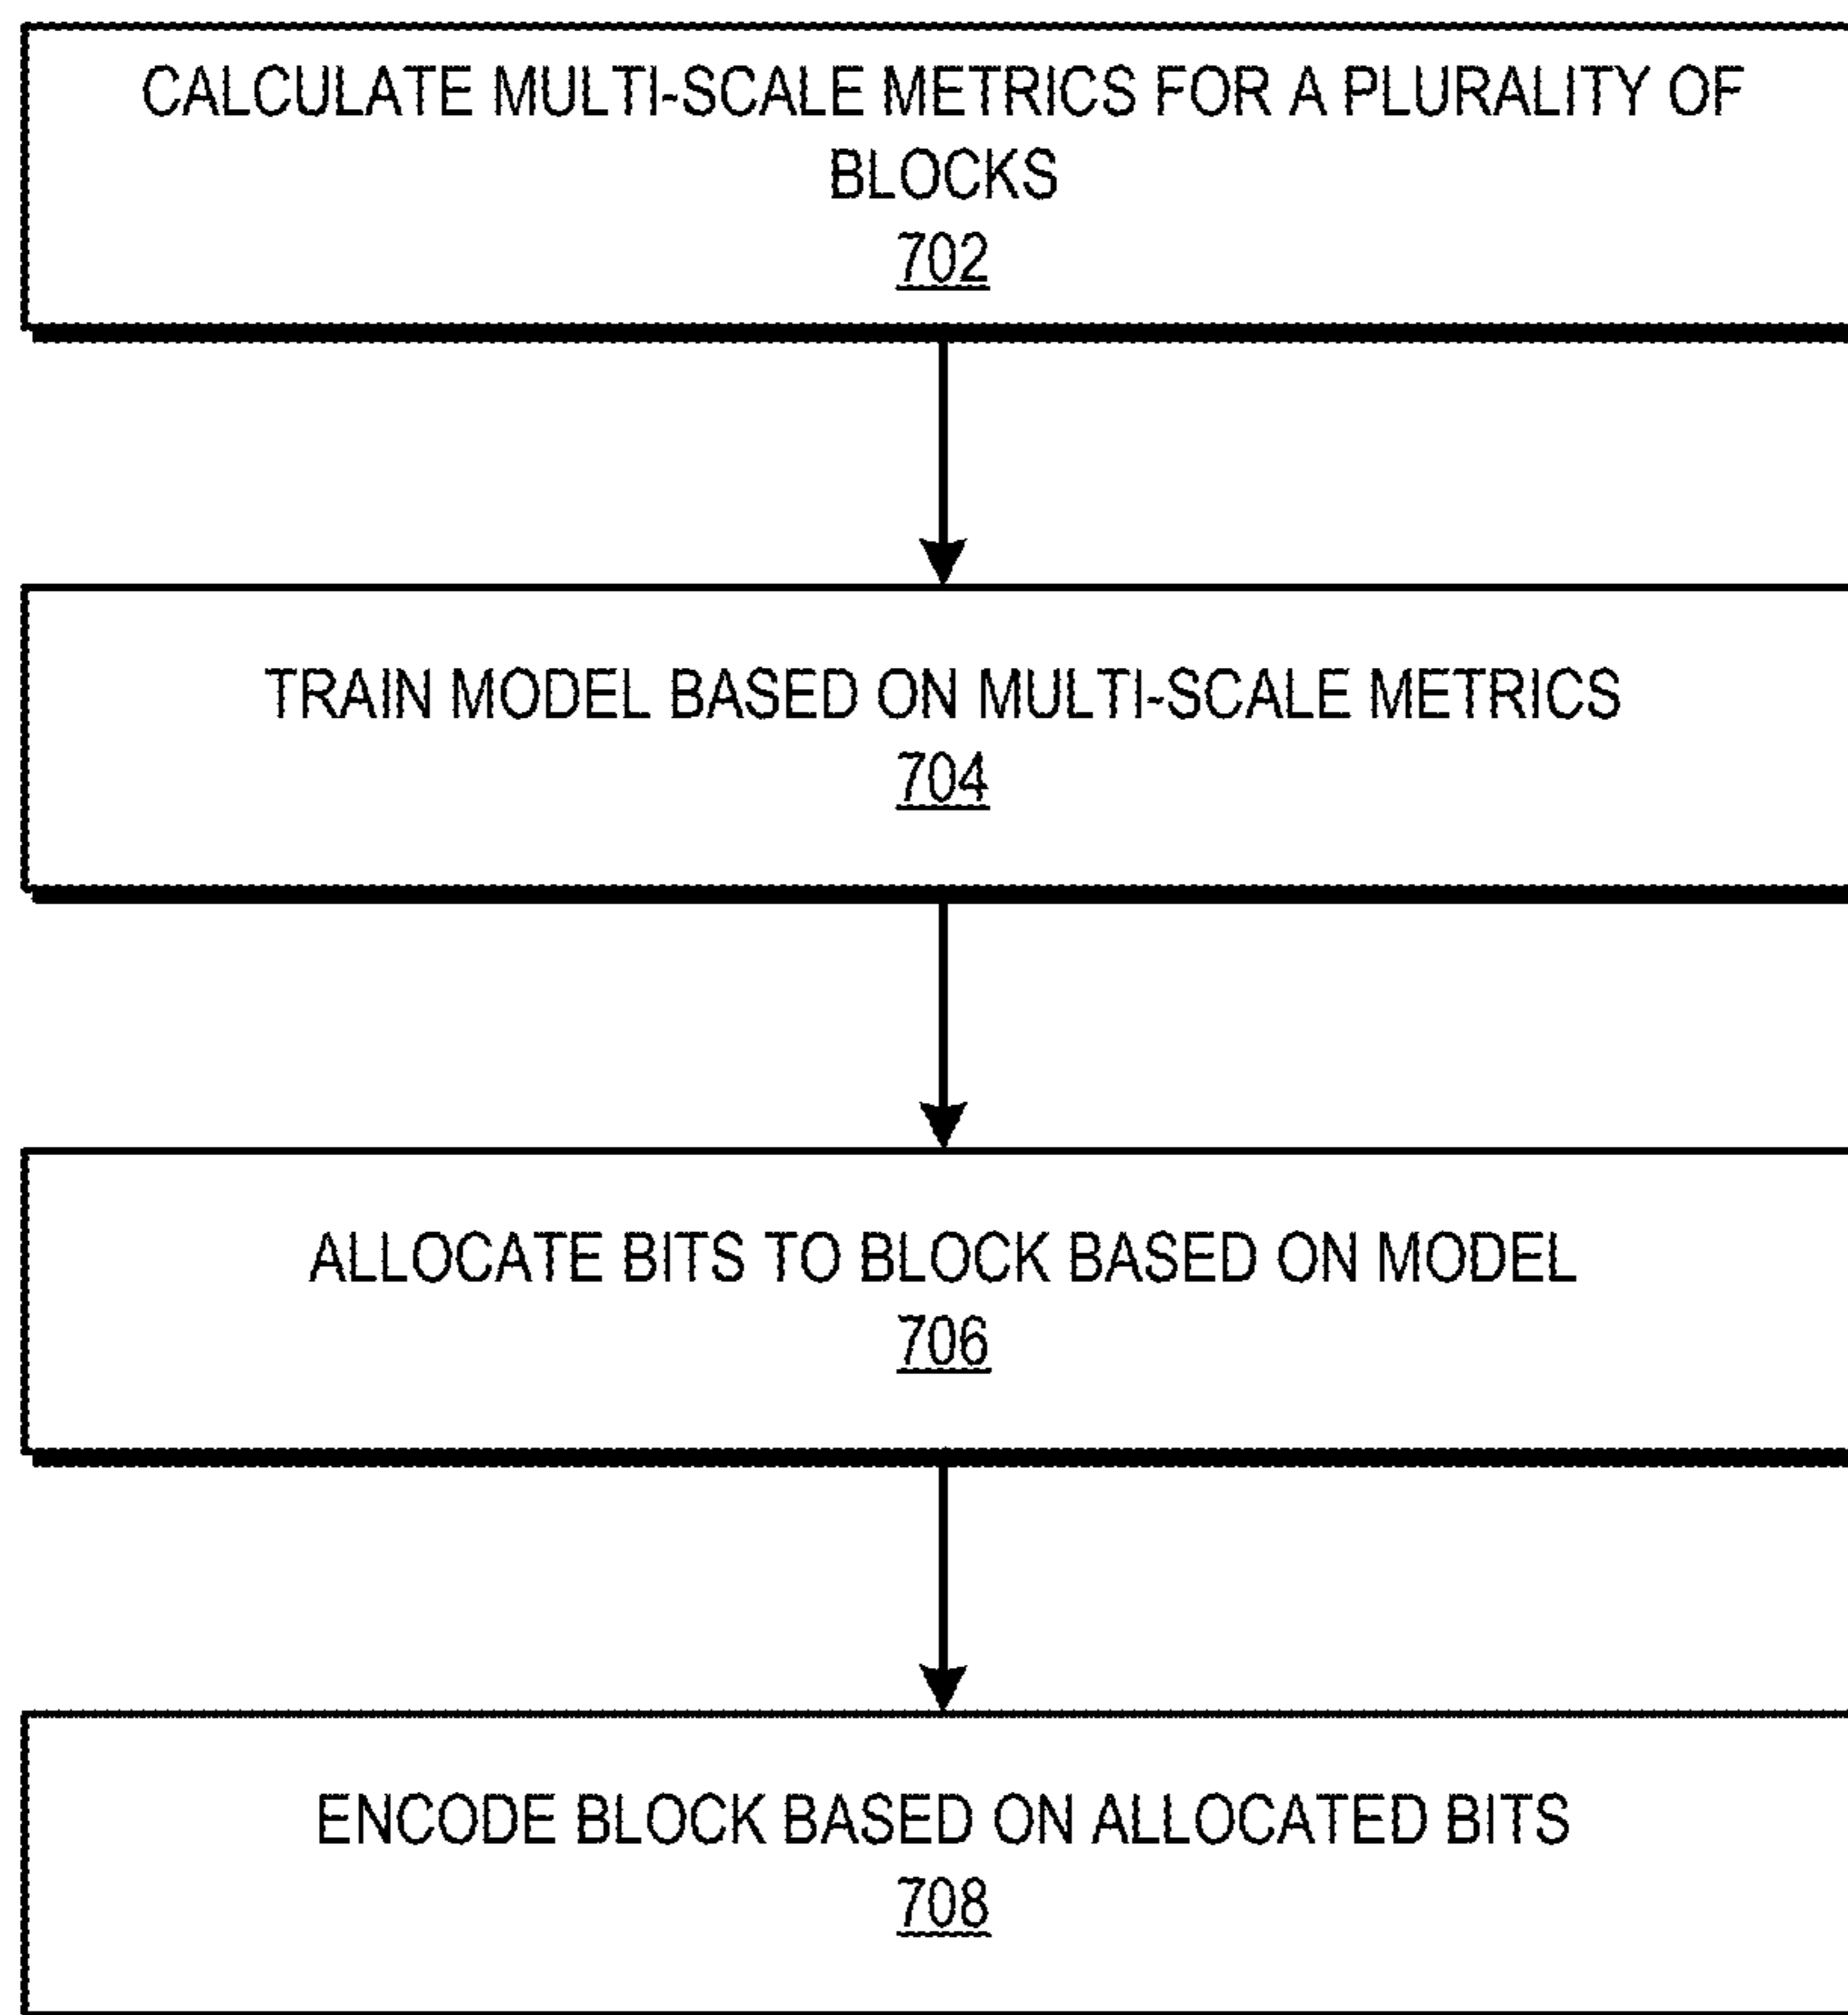 CALCULATE MULTI-SCALE METRICS FOR A PLURALITY OF
BLOCKS
702
TRAIN MODEL BASED ON MULTI-SCALE METRICS
704
ALLOCATE BITS TO BLOCK BASED ON MODEL
706
ENCODE BLOCK BASED ON ALLOCATED BITS
708